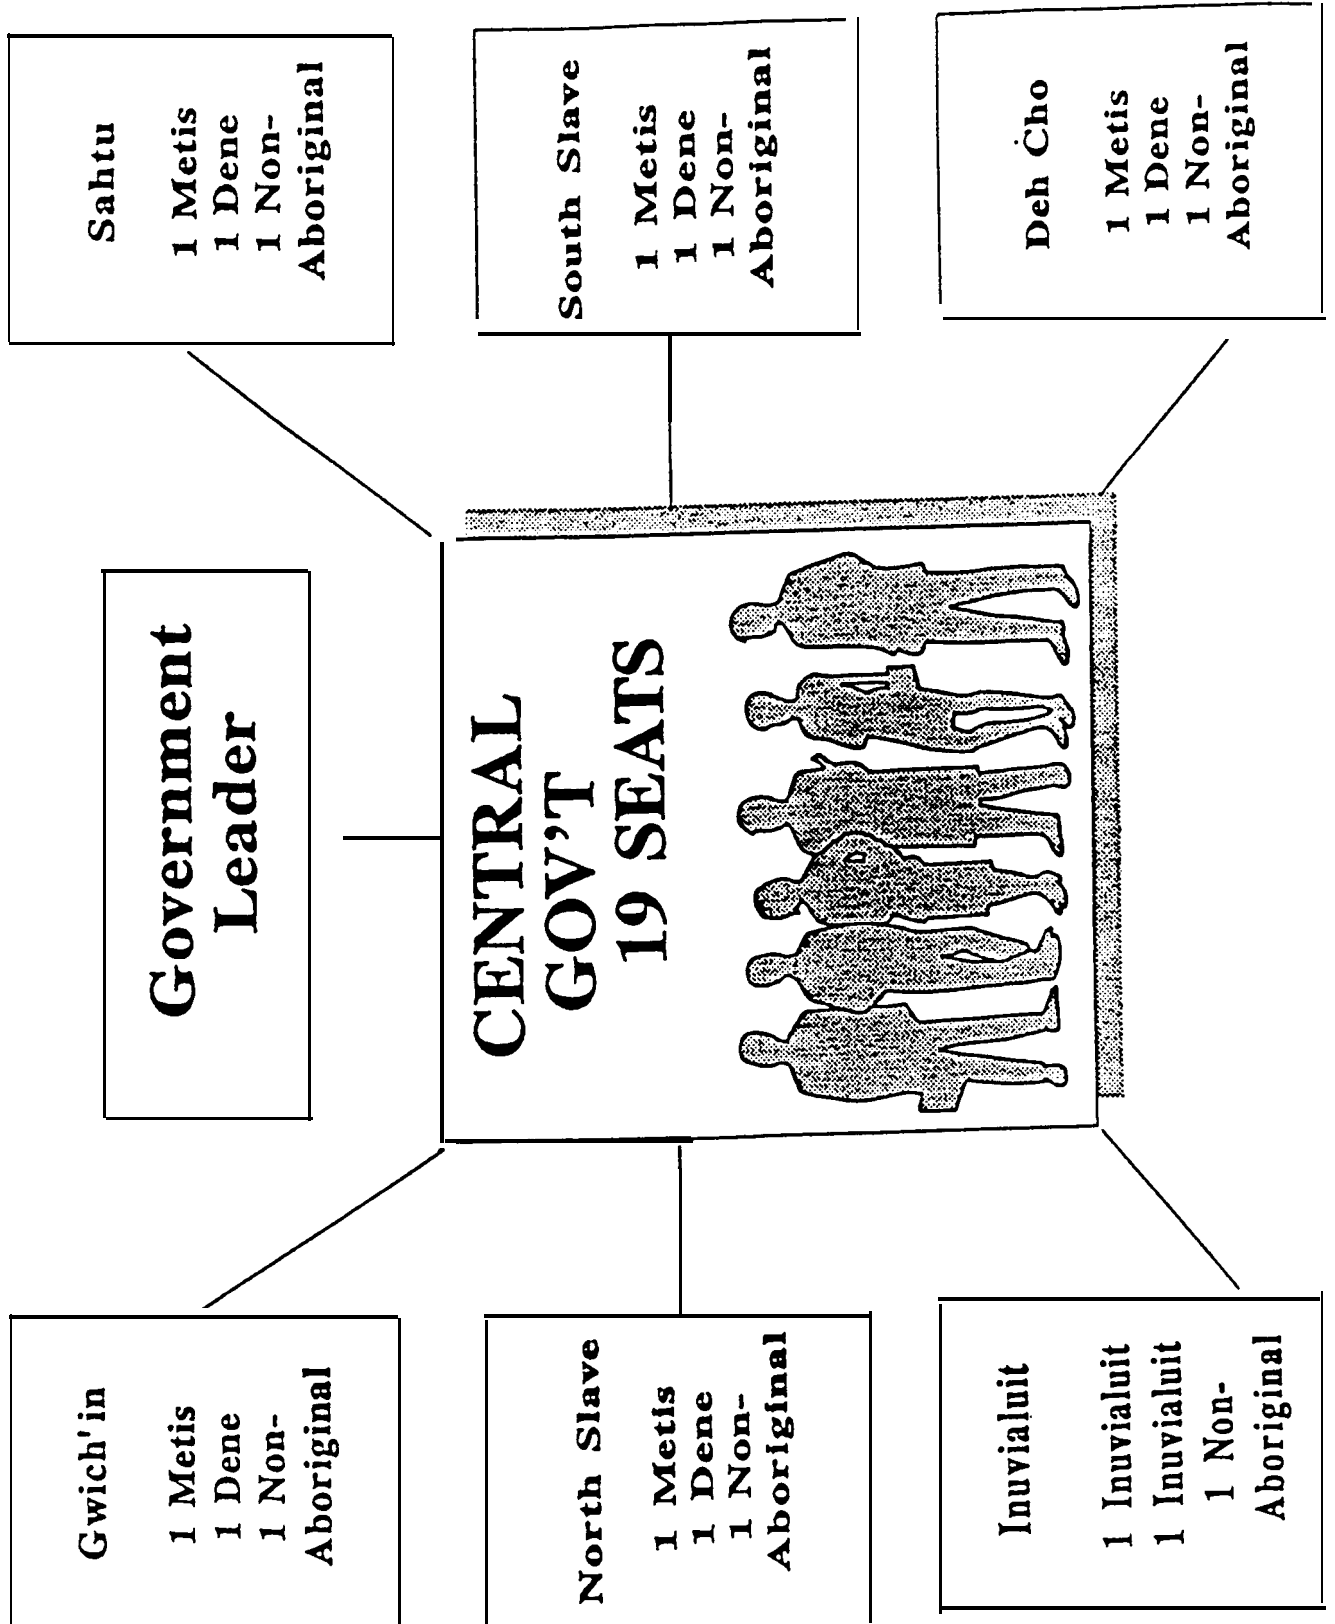 Government
Leader
Gwich'in
1 Metis
1 Dene
1 Non-
Aboriginal
Sahtu
1 Metis
1 Dene
1 Non-
Aboriginal
CENTRAL
GOV'T
19 SEATS
North Slave
1 Metis
1 Dene
1 Non-
Aboriginal
South Slave
1 Metis
1 Dene
1 Non-
Aboriginal
Inuvialuit
1 Inuvialuit
1 Inuvialuit
1 Non-
Aboriginal
Deh Cho
1 Metis
1 Dene
1 Non-
Aboriginal